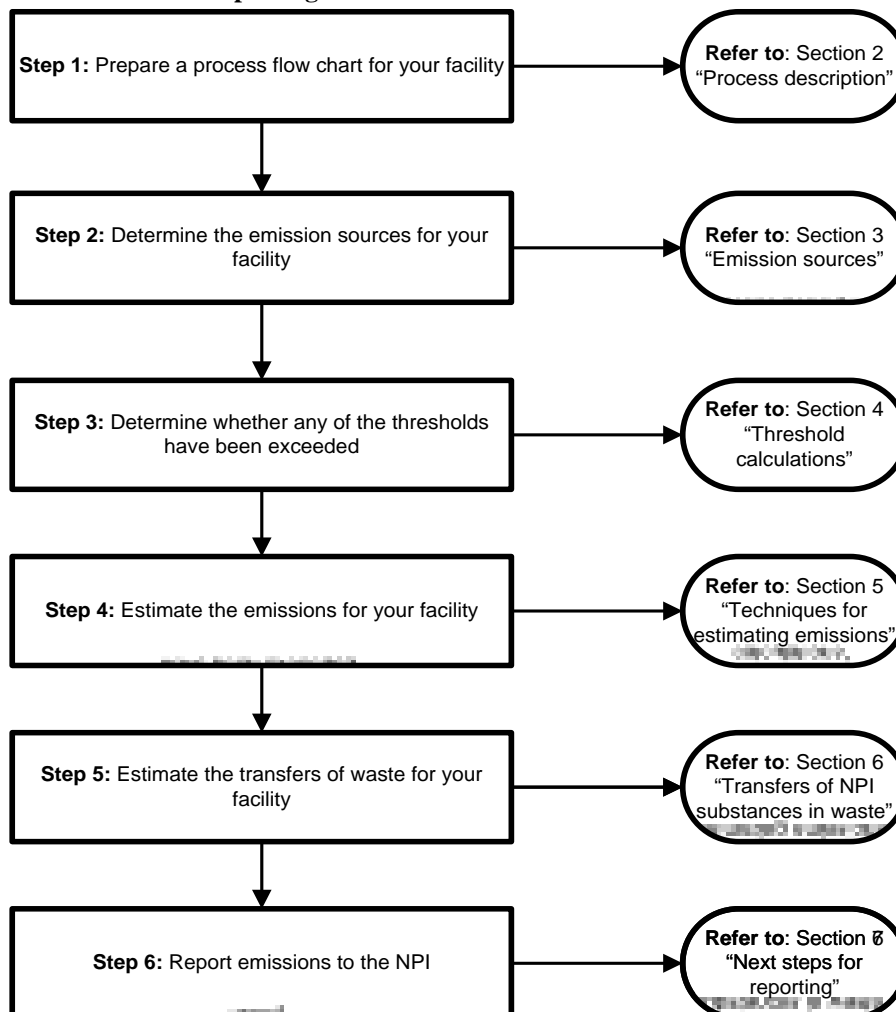 Step 1: Prepare a process flow chart for your facility
Refer to: Section 2
“Process description”
Step 2: Determine the emission sources for your
facility
Refer to: Section 3
“Emission sources”
Step 3: Determine whether any of the thresholds
have been exceeded
Refer to: Section 4
“Threshold
calculations”
Step 4: Estimate the emissions for your facility
Refer to: Section 5
“Techniques for
estimating emissions”
Step 5: Estimate the transfers of waste for your
facility
Refer to: Section 6
“Transfers of NPI
substances in waste”
Step 6: Report emissions to the NPI
Refer to: Section
“Next steps for
reporting”